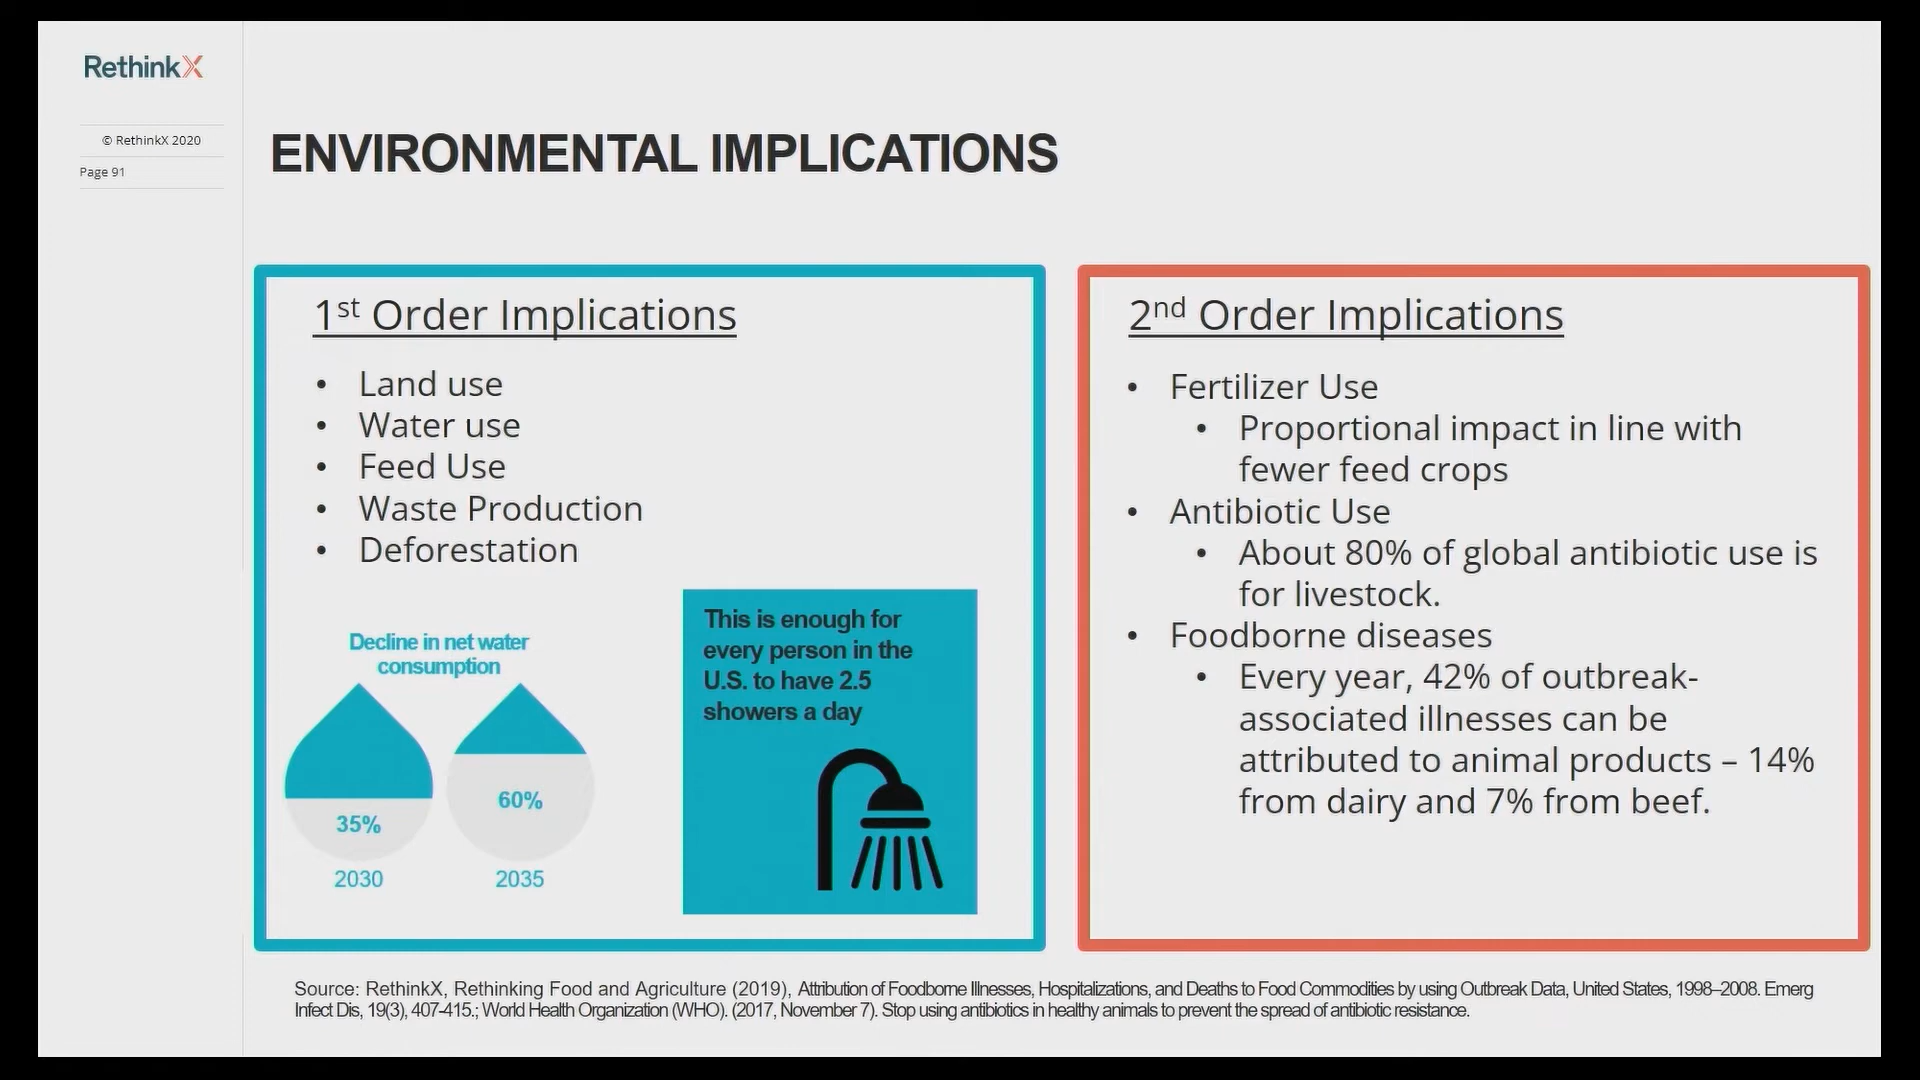 RethinkX
© RethinkX 2020
Page 91
ENVIRONMENTAL IMPLICATIONS
1st Order Implications
• Land use
• Water use
• Feed Use
• Waste Production
• Deforestation
Decline in net water
consumption
35%
60%
2030
2035
This is enough for
every person in the
U.S. to have 2.5
showers a day
2nd Order Implications
• Fertilizer Use
• Proportional impact in line with
fewer feed crops
• Antibiotic Use
• About 80% of global antibiotic use is
for livestock.
• Foodborne diseases
• Every year, 42% of outbreak-
associated illnesses can be
attributed to animal products – 14%
from dairy and 7% from beef.
Source: RethinkX, Rethinking Food and Agriculture (2019), Attribution of Foodborne Illnesses, Hospitalizations, and Deaths to Food Commodities by using Outbreak Data, United States, 1998–2008. Emerg
Infect Dis, 19(3), 407-415.; World Health Organization (WHO). (2017, November 7). Stop using antibiotics in healthy animals to prevent the spread of antibiotic resistance.